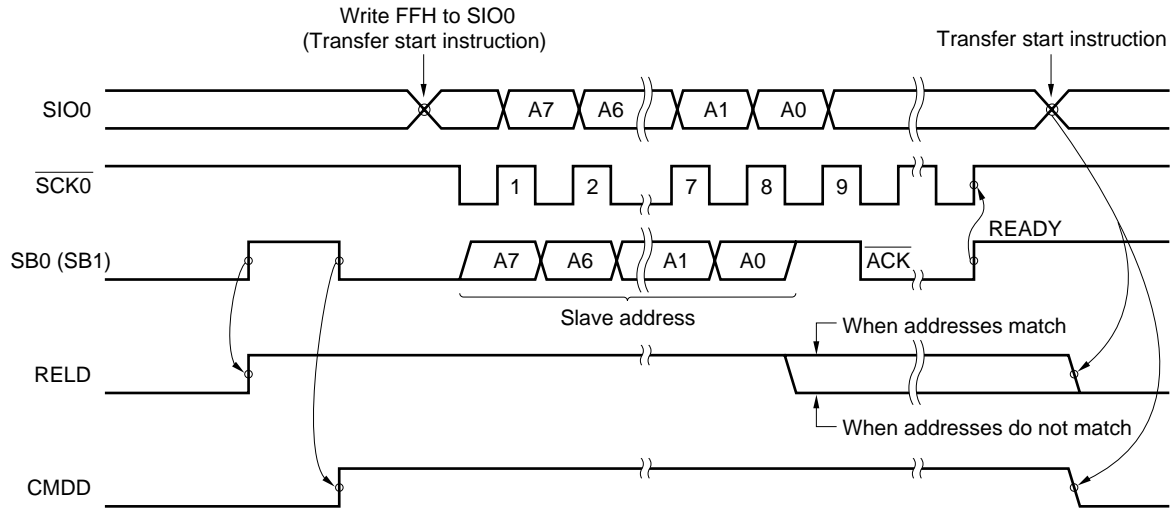 Write FFH to SIO0
(Transfer start instruction)
Transfer start instruction
SIO0
A7
A6
A1
A0
SCK0
1
2
7
8
9
READY
SB0 (SB1)
A7
A6
A1
A0
ACK
Slave address
When addresses match
RELD
When addresses do not match
CMDD